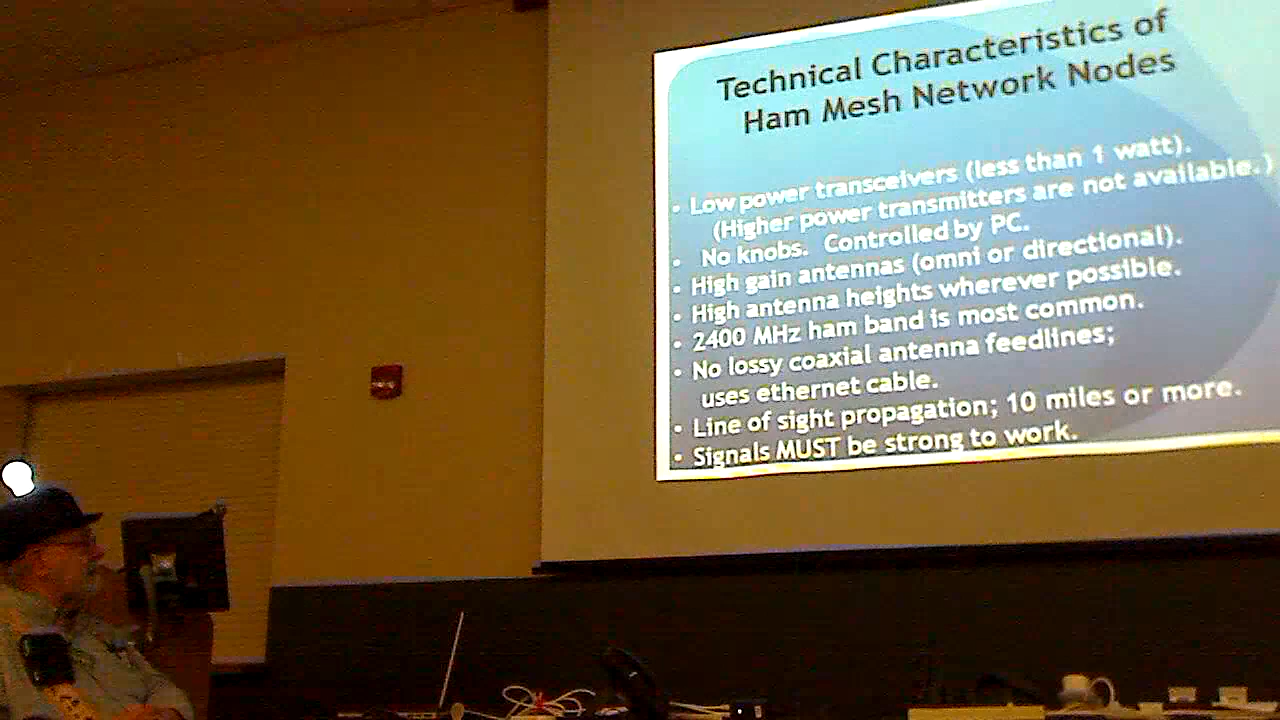 Technical Characteristics of
Ham Mesh Network Nodes
• Low power transceivers (less than 1 watt).
(Higher power transmitters are not available.)
• No knobs. Controlled by PC.
• High gain antennas (omni or directional).
• High antenna heights wherever possible.
• 2400 MHz ham band is most common.
• No lossy coaxial antenna feedlines;
uses ethernet cable.
• Line of sight propagation; 10 miles or more.
• Signals MUST be strong to work.